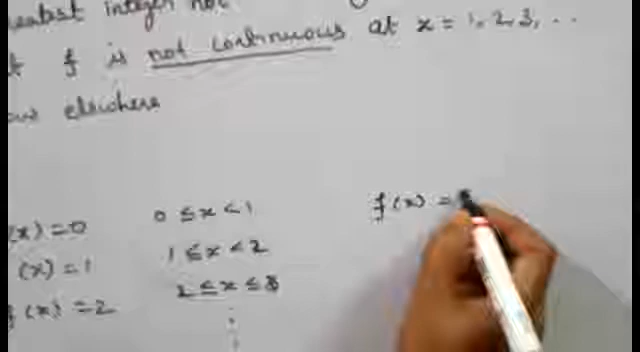 integer not
f is not continuous at x = 1, 2, 3, ...
elsewhere
(x) = 0 0 ≤ x < 1 f(x) =
(x) = 1 1 ≤ x < 2
f(x) = 2 2 ≤ x ≤ 3